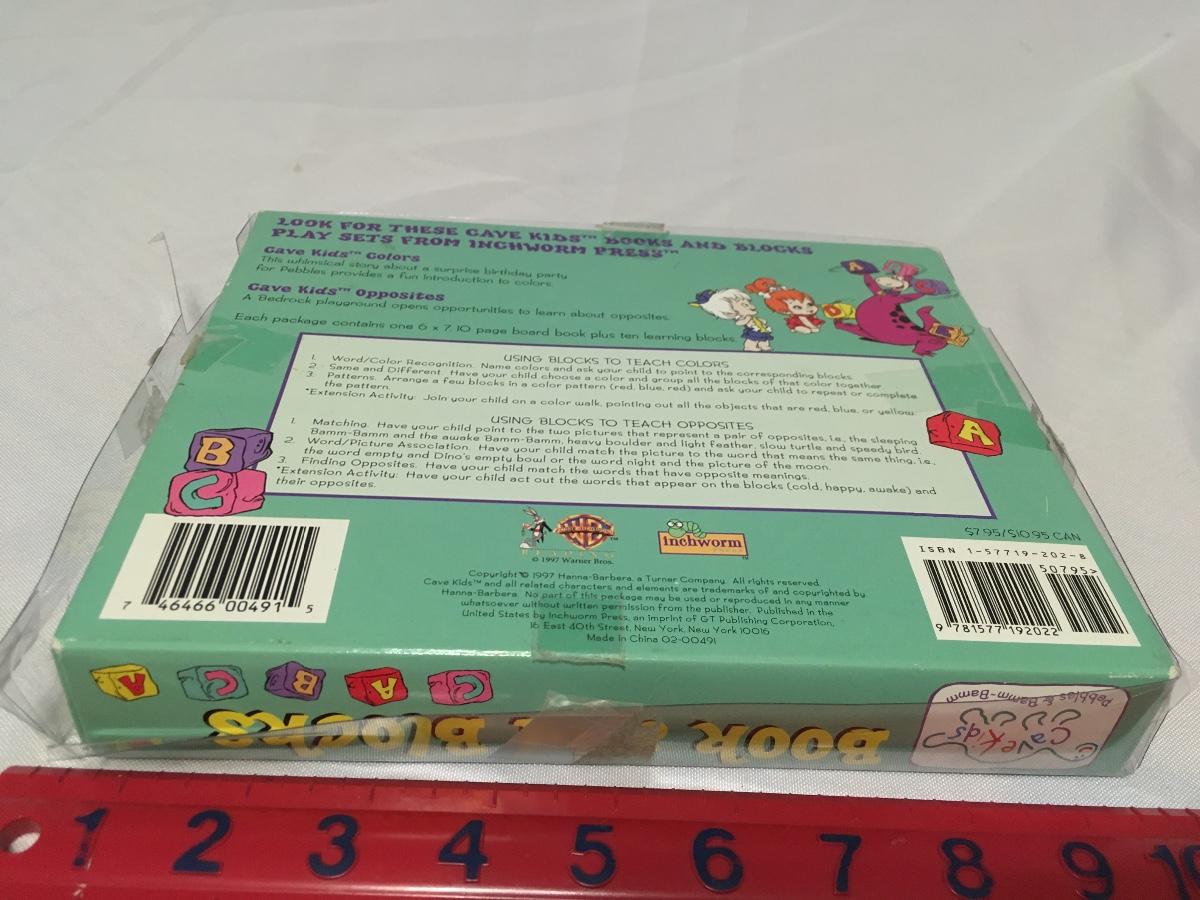 LOOK FOR THESE CAVE KIDS™ BOOKS AND BLOCKS
PLAY SETS FROM INCHWORM PRESS™
Cave Kids™ Colors
This whimsical story about a surprise birthday party
for Pebbles provides a fun introduction to colors.
Cave Kids™ Opposites
A Bedrock playground opens opportunities to learn about opposites.
Each package contains one 6 x 7, 10 page board book plus ten learning blocks.
USING BLOCKS TO TEACH COLORS
1. Word/Color Recognition. Name colors and ask your child to point to the corresponding blocks.
2. Same and Different. Have your child choose a color and group all the blocks of that color together.
3. Patterns. Arrange a few blocks in a color pattern (red, blue, red) and ask your child to repeat or complete
the pattern.
*Extension Activity: Join your child on a color walk, pointing out all the objects that are red, blue, or yellow.
USING BLOCKS TO TEACH OPPOSITES
1. Matching. Have your child point to the two pictures that represent a pair of opposites, i.e., the sleeping
Bamm-Bamm and the awake Bamm-Bamm, heavy boulder and light feather, slow turtle and speedy bird.
2. Word/Picture Association. Have your child match the picture to the word that means the same thing, i.e.,
the word empty and Dino's empty bowl or the word night and the picture of the moon.
3. Finding Opposites. Have your child match the words that have opposite meanings.
*Extension Activity: Have your child act out the words that appear on the blocks (cold, happy, awake) and
their opposites.
A
D
B
C
A
$7.95/$10.95 CAN
ISBN 1-57719-202-8
50795>
9 781577 192022
7 46466 00491 5
READING
© 1997 Warner Bros.
inchworm
PRESS
Copyright © 1997 Hanna-Barbera, a Turner Company. All rights reserved.
Cave Kids™ and all related characters and elements are trademarks of and copyrighted by
Hanna-Barbera. No part of this package may be used or reproduced in any manner
whatsoever without written permission from the publisher. Published in the
United States by Inchworm Press, an imprint of GT Publishing Corporation,
16 East 40th Street, New York, New York 10016
Made in China 02-00491
A C B A C
Cave Kids
Pebbles & Bamm-Bamm
Book & Blocks
1 2 3 4 5 6 7 8 9 10